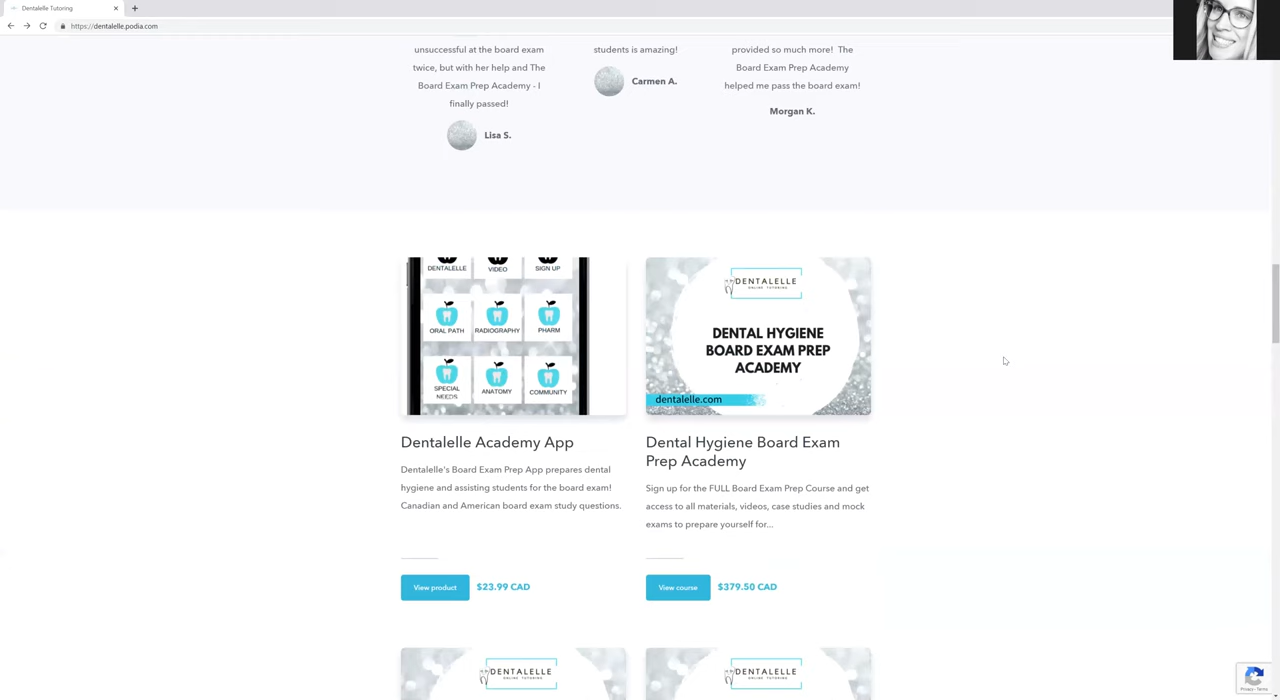 Dentalelle Tutoring
https://dentalelle.podia.com
unsuccessful at the board exam
twice, but with her help and The
Board Exam Prep Academy - I
finally passed!
Lisa S.
students is amazing!
Carmen A.
provided so much more! The
Board Exam Prep Academy
helped me pass the board exam!
Morgan K.
DENTALELLE
VIDEO
SIGN UP
ORAL PATH
RADIOGRAPHY
PHARM
SPECIAL
NEEDS
ANATOMY
COMMUNITY
DENTALELLE
ONLINE TUTORING
DENTAL HYGIENE
BOARD EXAM PREP
ACADEMY
dentalelle.com
Dentalelle Academy App
Dentalelle's Board Exam Prep App prepares dental
hygiene and assisting students for the board exam!
Canadian and American board exam study questions.
View product
$23.99 CAD
Dental Hygiene Board Exam
Prep Academy
Sign up for the FULL Board Exam Prep Course and get
access to all materials, videos, case studies and mock
exams to prepare yourself for...
View course
$379.50 CAD
DENTALELLE
ONLINE TUTORING
DENTALELLE
ONLINE TUTORING
Privacy - Terms